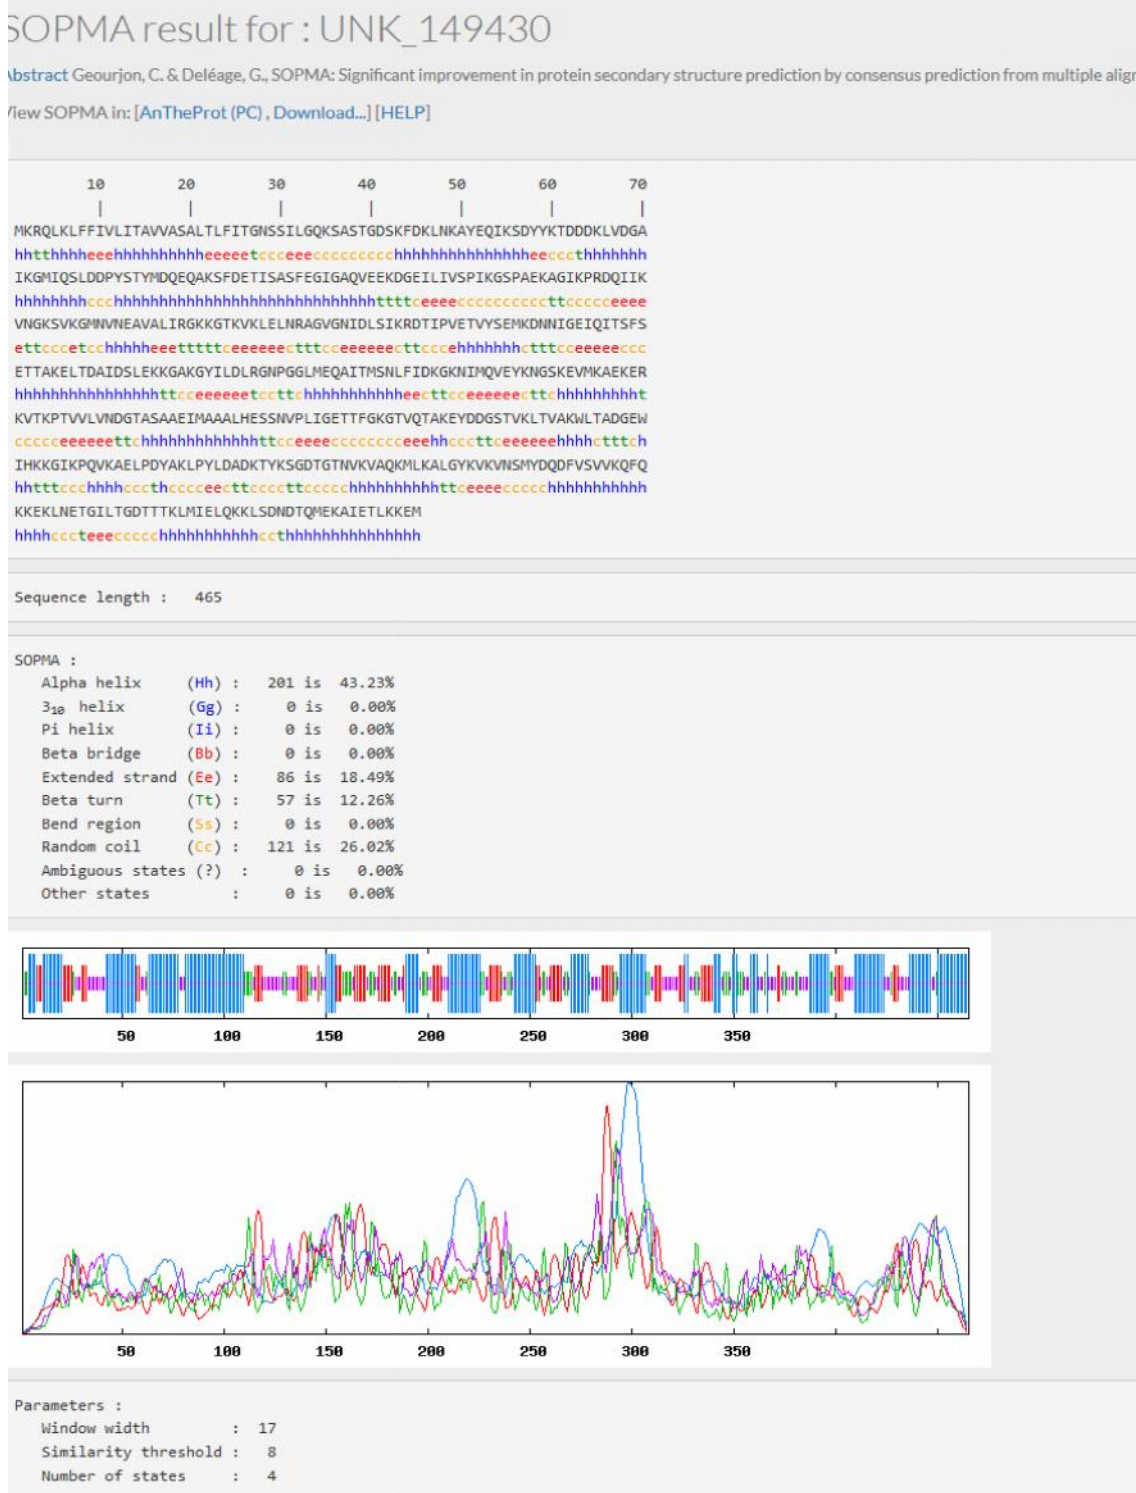 SOPMA result for : UNK_149430
Abstract Geourjon, C. & Deléage, G., SOPMA: Significant improvement in protein secondary structure prediction by consensus prediction from multiple align
View SOPMA in: [AnTheProt (PC) , Download...] [HELP]
10 20 30 40 50 60 70
| | | | | | |
MKRQLKLFFIVLITAVVASALTLFITGNSSILGQKSASTGDSKFDKLNKAYEQIKSDYYKTDDDKLVDGA
hhtthhhheeehhhhhhhhhheeeeetccceeeccccccccchhhhhhhhhhhhhhheeccccthhhhhhh
IKGMIQSLDDPYSTYMDQEQAKSFDETISASFEGIGAQVEEKDGEILIVSPIKGSPAEKAGIKPRDQIIK
hhhhhhhhccchhhhhhhhhhhhhhhhhhhhhhhhhhhhhttttceeeeccccccccccttccccceeee
VNGKSVKGMNVNEAVALIRGKKGTKVKLELNRAGVGNIDLSIKRDTIPVETVYSEMKDNNIGEIQITSFS
ettccctcchhhhheeetttttceeeeeectttcceeeeeecttcccehhhhhhhctttcceeeeeccc
ETTAKELTDAIDSLEKKGAKGYILDLRGNPGGLMEQAITMSNLFIDKGKNIMQVEYKNGSKEVMKAEKER
hhhhhhhhhhhhhhhhttcceeeeeetccttchhhhhhhhhhheecttcceeeeeecttchhhhhhhhht
KVTKPTVVLVNDGTASAAEIMAAALHESSNVPLIGETTFGKGTVQTAKEYDDGSTVKLTVAKWLTADGEW
ccccceeeeeettchhhhhhhhhhhhhttcceeeeccccccccceeehhcccttceeeeeehhhhctttch
IHKKGIKPQVKAELPDYAKLPYLDADKTYKSGDTGTNVKVAQKMLKALGYKVKVNSMYDQDFVSVVKQFQ
hhtttccchhhhcccthcccceecttccccttccccchhhhhhhhhhttceeeeccccchhhhhhhhhhh
KKEKLNETGILTGDTTTKLMIELQKKLSDNDTQMEKAIETLKKEM
hhhhccctteeeccccchhhhhhhhhhhccthhhhhhhhhhhhhhh
Sequence length : 465
SOPMA :
Alpha helix (Hh) : 201 is 43.23%
3₁₀ helix (Gg) : 0 is 0.00%
Pi helix (Ii) : 0 is 0.00%
Beta bridge (Bb) : 0 is 0.00%
Extended strand (Ee) : 86 is 18.49%
Beta turn (Tt) : 57 is 12.26%
Bend region (Ss) : 0 is 0.00%
Random coil (Cc) : 121 is 26.02%
Ambiguous states (?) : 0 is 0.00%
Other states : 0 is 0.00%
50 100 150 200 250 300 350
50 100 150 200 250 300 350
Parameters :
Window width : 17
Similarity threshold : 8
Number of states : 4